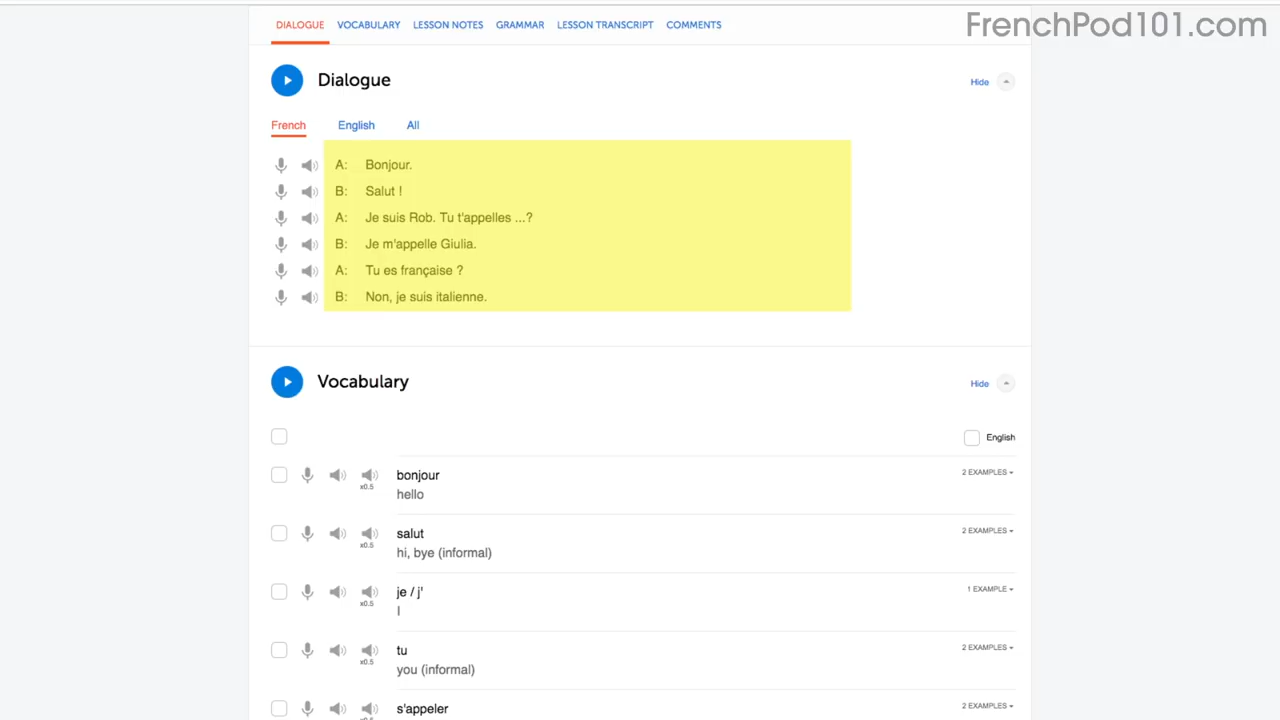 FrenchPod101.com
DIALOGUE VOCABULARY LESSON NOTES GRAMMAR LESSON TRANSCRIPT COMMENTS
Dialogue
Hide
French English All
A: Bonjour.
B: Salut !
A: Je suis Rob. Tu t'appelles ...?
B: Je m'appelle Giulia.
A: Tu es française ?
B: Non, je suis italienne.
Vocabulary
Hide
English
bonjour
2 EXAMPLES
x0.5
hello
salut
2 EXAMPLES
x0.5
hi, bye (informal)
je / j'
1 EXAMPLE
x0.5
I
tu
2 EXAMPLES
x0.5
you (informal)
s'appeler
2 EXAMPLES
x0.5